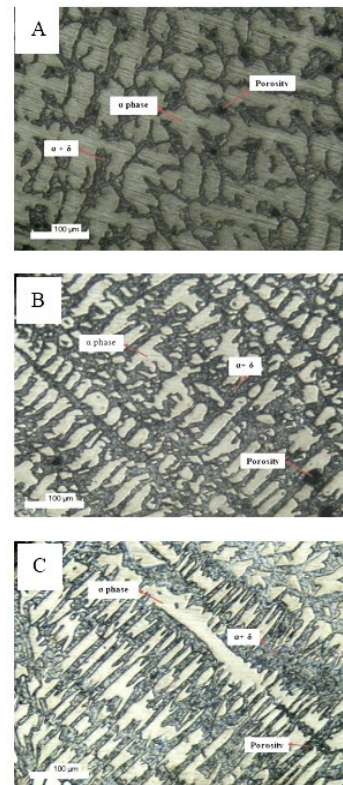 A
Porosity
α phase
α + δ
100 µm
B
α phase
α+ δ
Porosity
100 µm
C
α phase
α+ δ
Porosity
100 µm